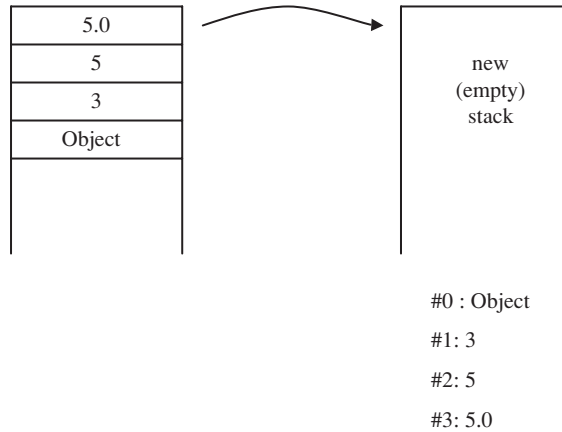 5.0
5
3
Object
new
(empty)
stack
#0 : Object
#1: 3
#2: 5
#3: 5.0